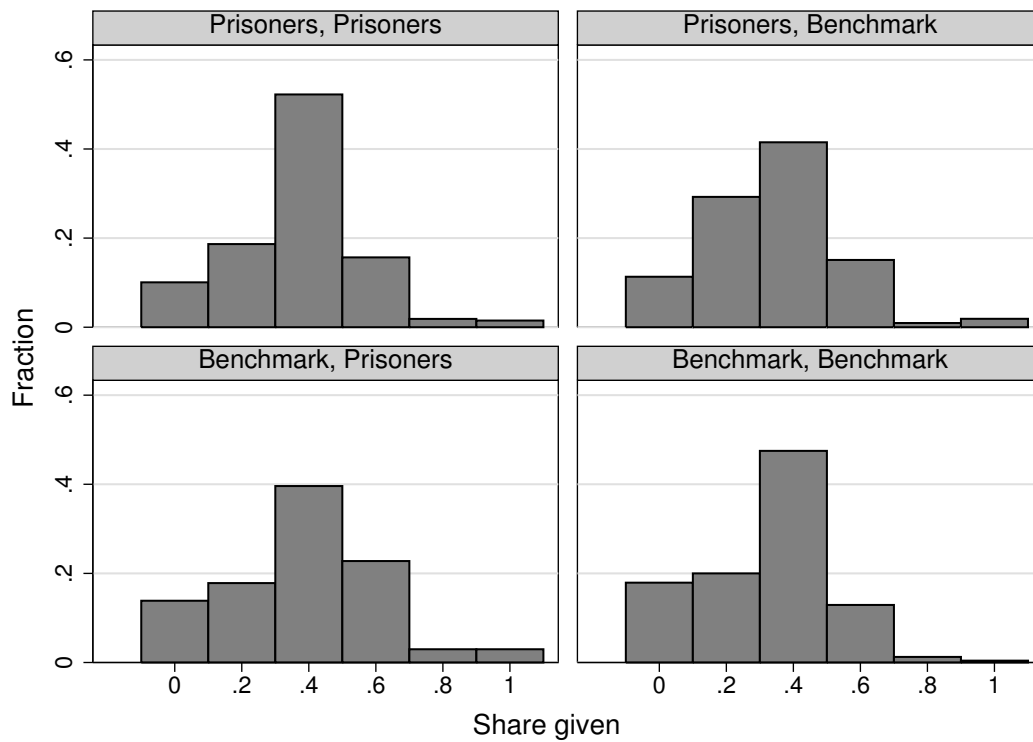 Prisoners, Prisoners
Prisoners, Benchmark
.6
.4
.2
0
Benchmark, Prisoners
Benchmark, Benchmark
.6
.4
.2
0
0 .2 .4 .6 .8 1
0 .2 .4 .6 .8 1
Fraction
Share given